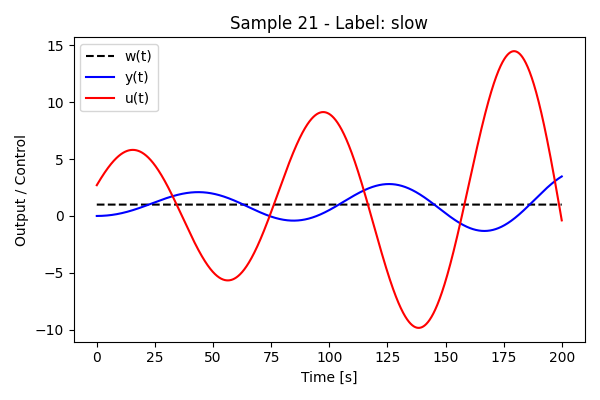 Sample 21 - Label: slow
w(t)
y(t)
u(t)
Output / Control
15
10
5
0
−5
−10
0 25 50 75 100 125 150 175 200
Time [s]